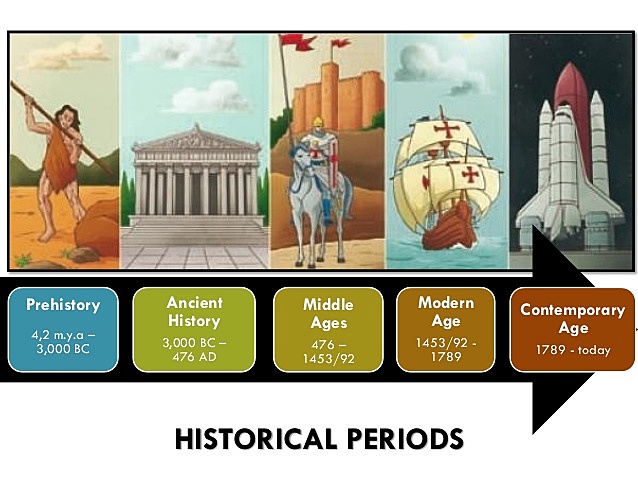 Prehistory
4,2 m.y.a –
3,000 BC
Ancient
History
3,000 BC –
476 AD
Middle
Ages
476 –
1453/92
Modern
Age
1453/92 -
1789
Contemporary
Age
1789 - today
HISTORICAL PERIODS